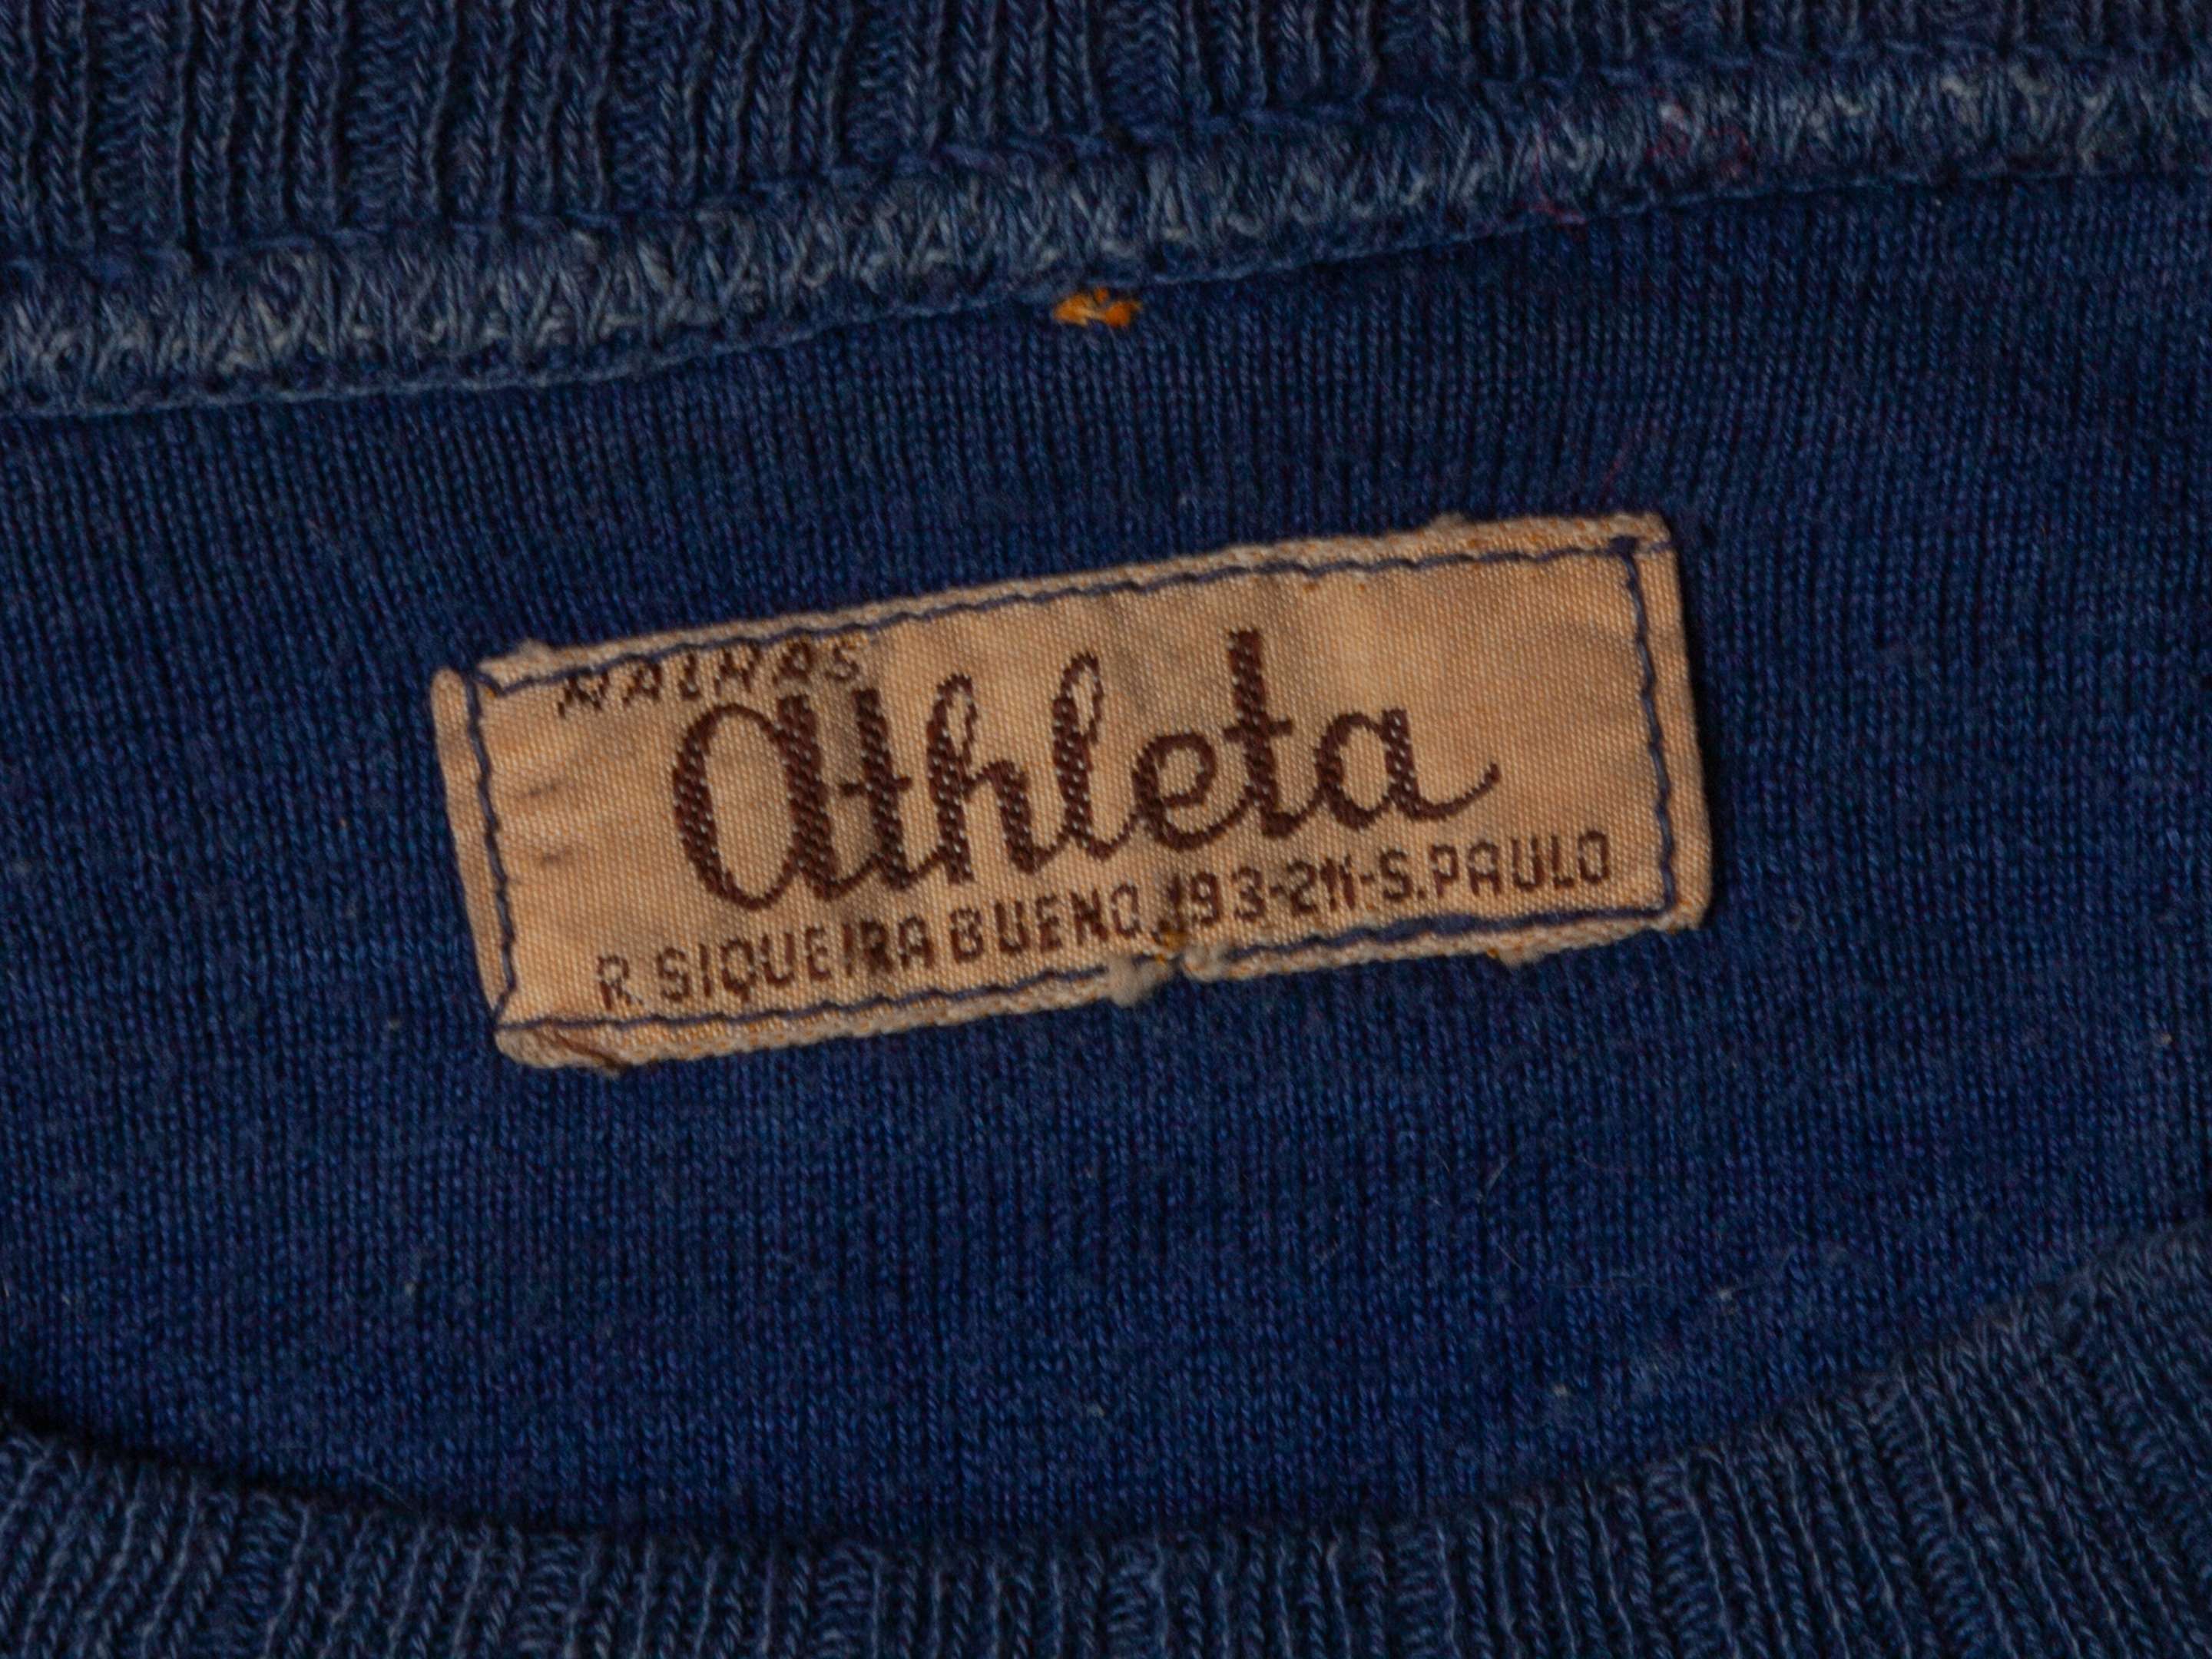 MALHAS
Athleta
R. SIQUEIRA BUENO, 193-211-S. PAULO